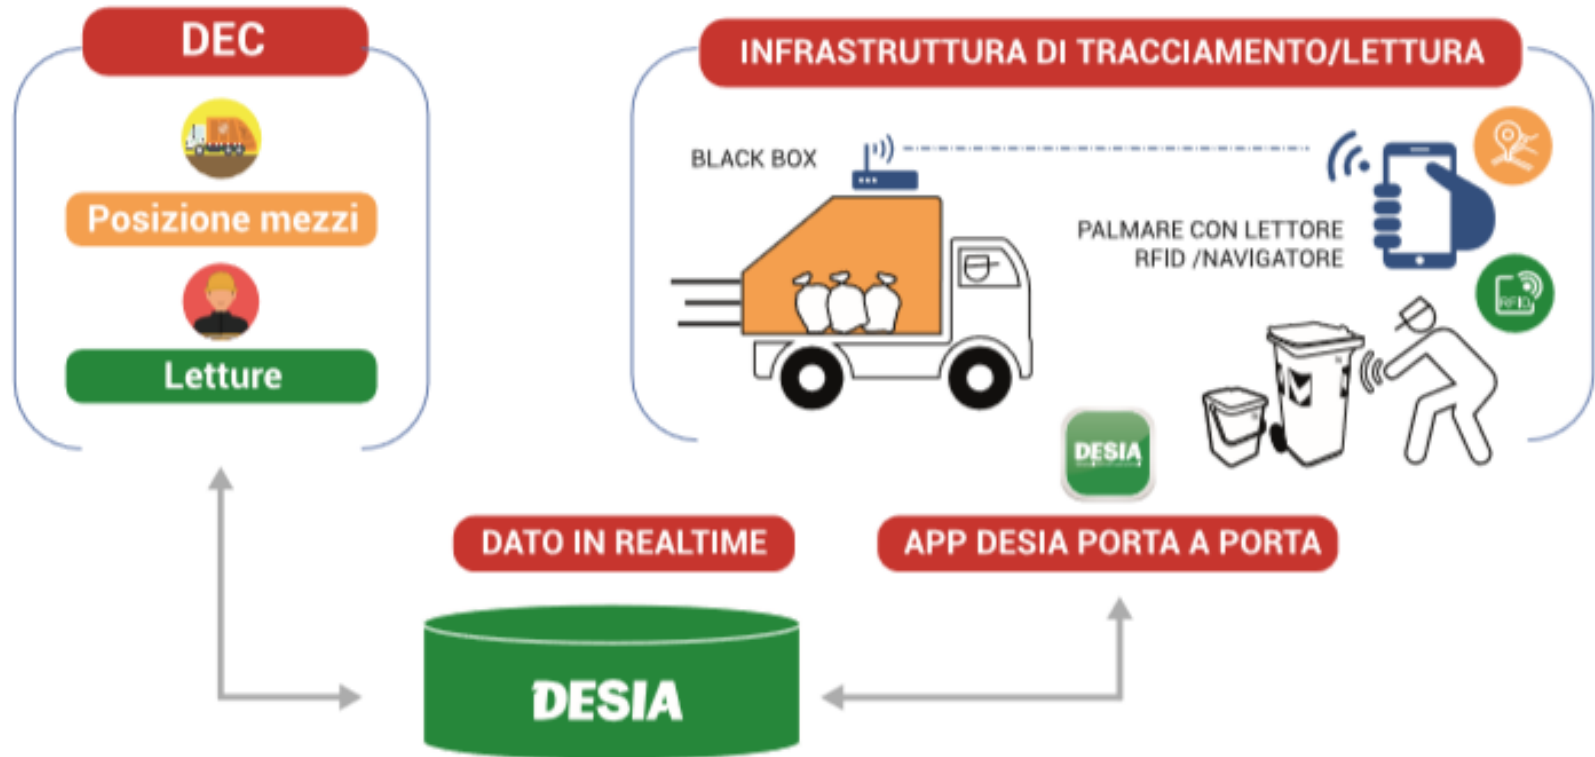 DEC
Posizione mezzi
Letture
INFRASTRUTTURA DI TRACCIAMENTO/LETTURA
BLACK BOX
PALMARE CON LETTORE
RFID /NAVIGATORE
RFID
DESIA
DATO IN REALTIME
APP DESIA PORTA A PORTA
DESIA